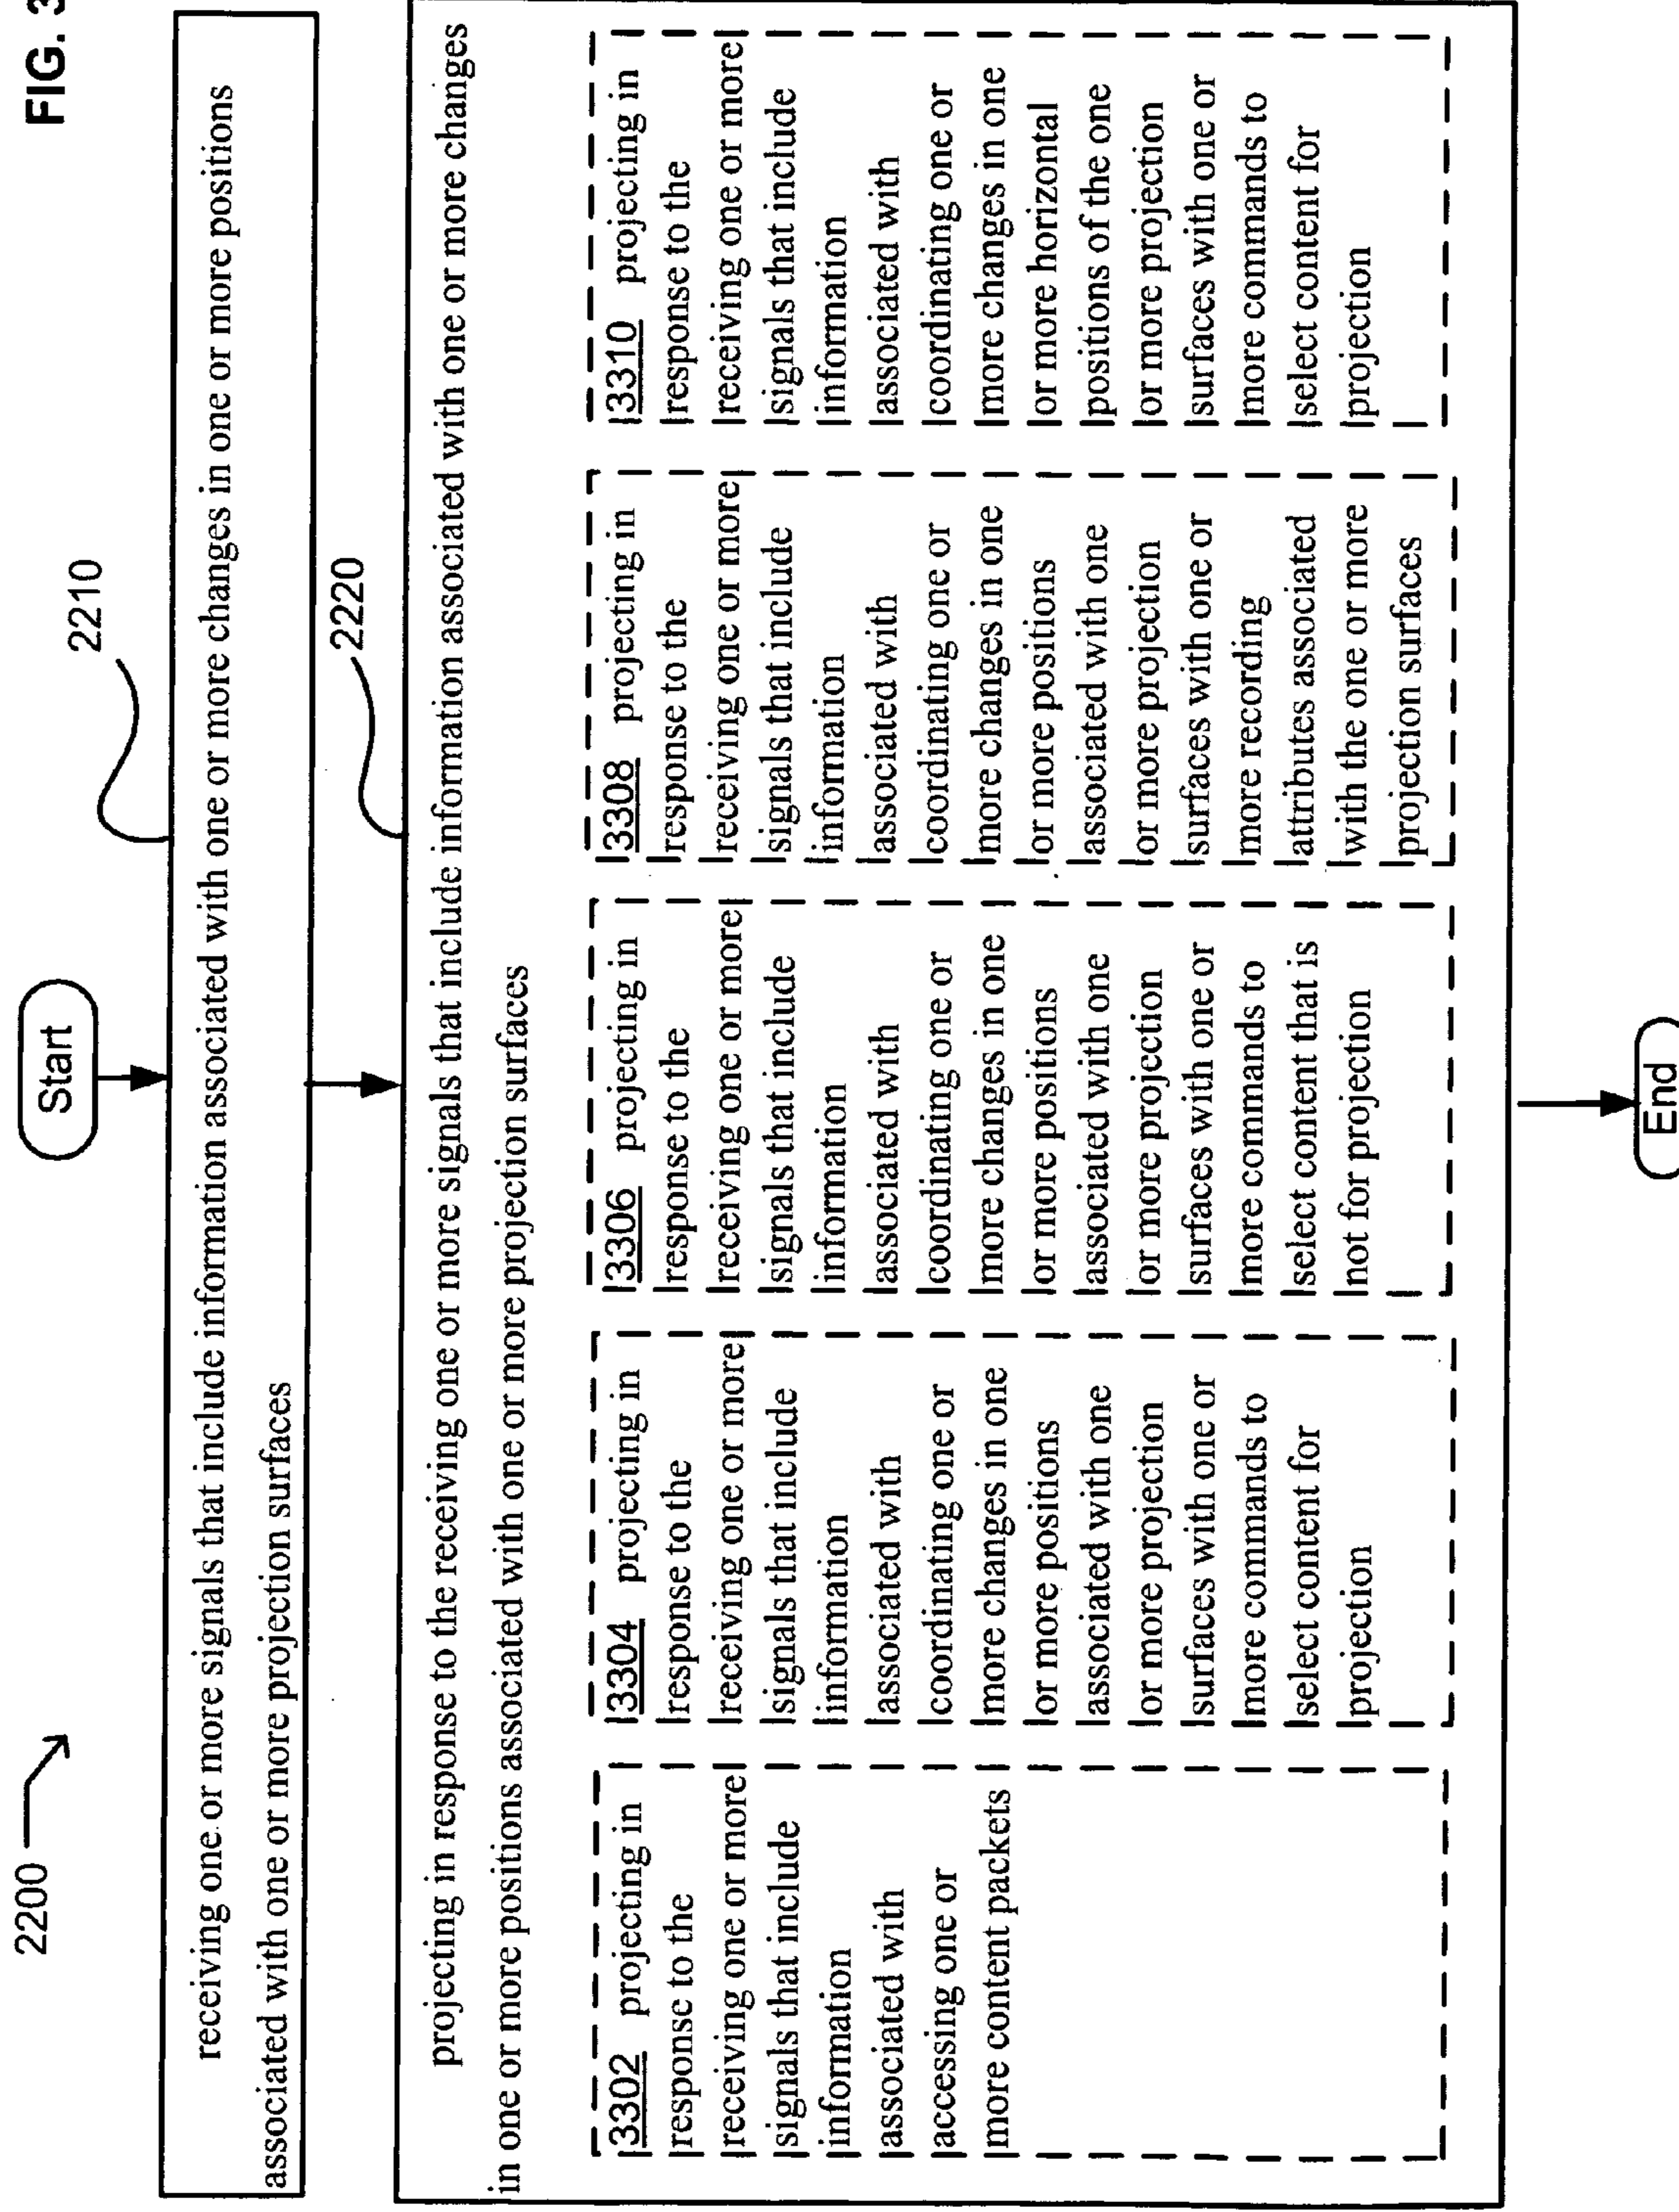 FIG. 3
2200
Start
2210
receiving one or more signals that include information associated with one or more changes in one or more positions
associated with one or more projection surfaces
2220
projecting in response to the receiving one or more signals that include information associated with one or more changes
in one or more positions associated with one or more projection surfaces
3302 projecting in
response to the
receiving one or more
signals that include
information
associated with
accessing one or
more content packets
3304 projecting in
response to the
receiving one or more
signals that include
information
associated with
coordinating one or
more changes in one
or more positions
associated with one
or more projection
surfaces with one or
more commands to
select content for
projection
3306 projecting in
response to the
receiving one or more
signals that include
information
associated with
coordinating one or
more changes in one
or more positions
associated with one
or more projection
surfaces with one or
more commands to
select content that is
not for projection
3308 projecting in
response to the
receiving one or more
signals that include
information
associated with
coordinating one or
more changes in one
or more positions
associated with one
or more projection
surfaces with one or
more recording
attributes associated
with the one or more
projection surfaces
3310 projecting in
response to the
receiving one or more
signals that include
information
associated with
coordinating one or
more changes in one
or more horizontal
positions of the one
or more projection
surfaces with one or
more commands to
select content for
projection
End